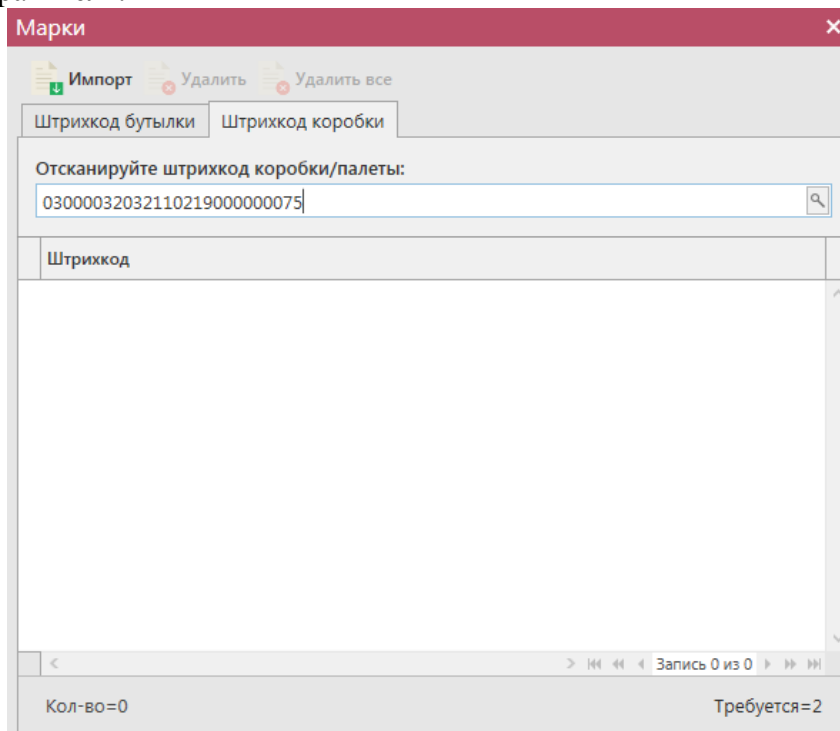 Марки
Импорт Удалить Удалить все
Штрихкод бутылки Штрихкод коробки
Отсканируйте штрихкод коробки/палеты:
03000032032110219000000075
Штрихкод
Запись 0 из 0
Кол-во=0 Требуется=2